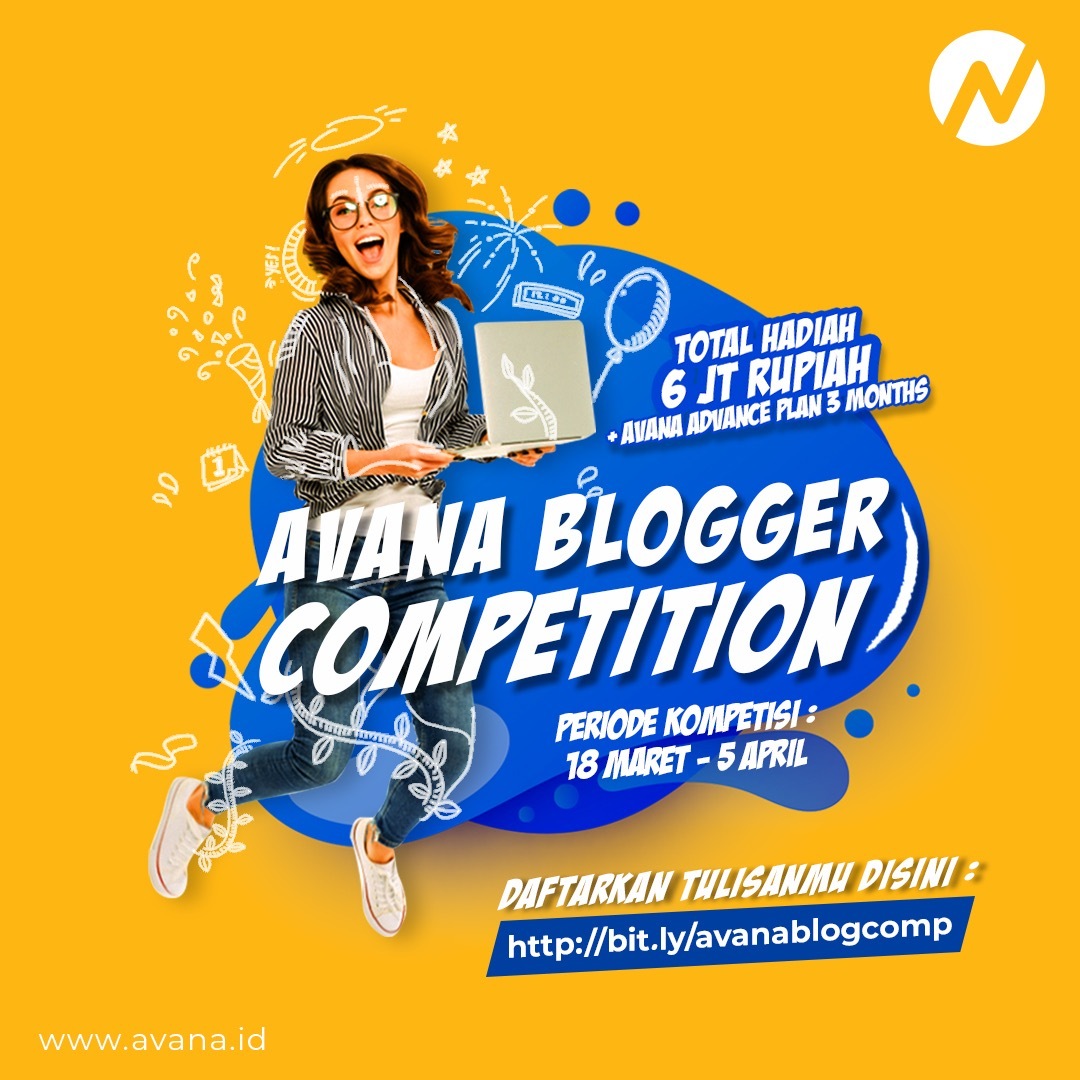 TOTAL HADIAH
6 JT RUPIAH
+ AVANA ADVANCE PLAN 3 MONTHS
AVANA BLOGGER
COMPETITION
PERIODE KOMPETISI :
18 MARET - 5 APRIL
DAFTARKAN TULISANMU DISINI :
http://bit.ly/avanablogcomp
www.avana.id